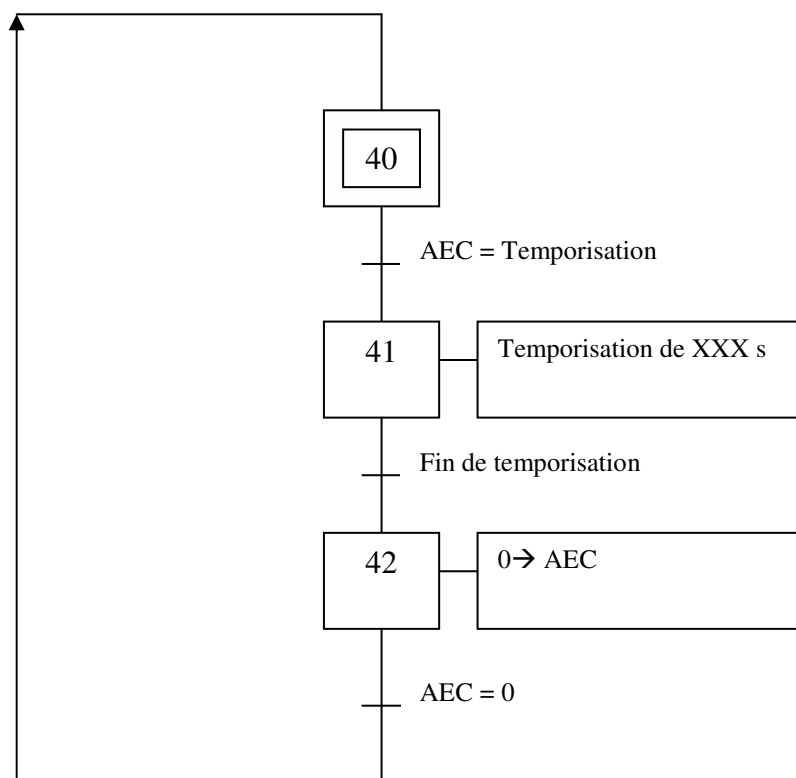 40
AEC = Temporisation
41
Temporisation de XXX s
Fin de temporisation
42
0→ AEC
AEC = 0